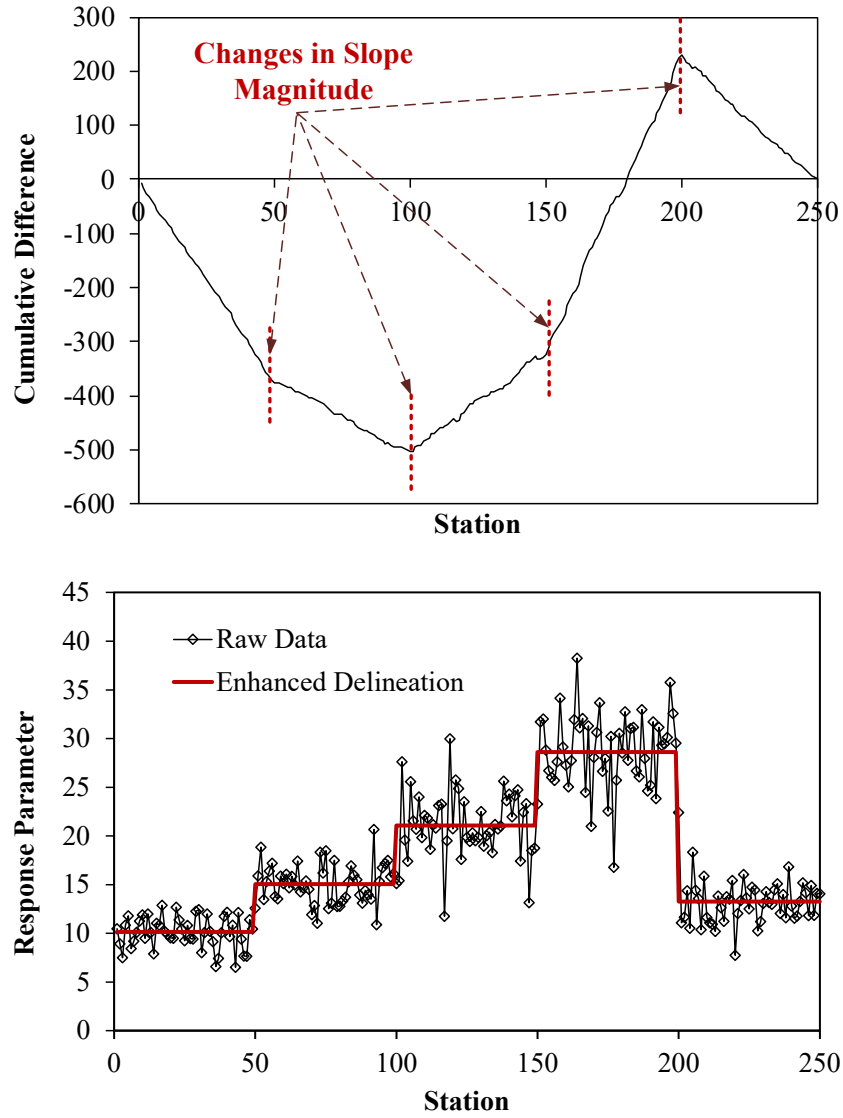 300
200
100
0
-100
-200
-300
-400
-500
-600
Changes in Slope
Magnitude
0 50 100 150 200 250
Cumulative Difference
Station
45
40
35
30
25
20
15
10
5
0
Raw Data
Enhanced Delineation
Response Parameter
0 50 100 150 200 250
Station